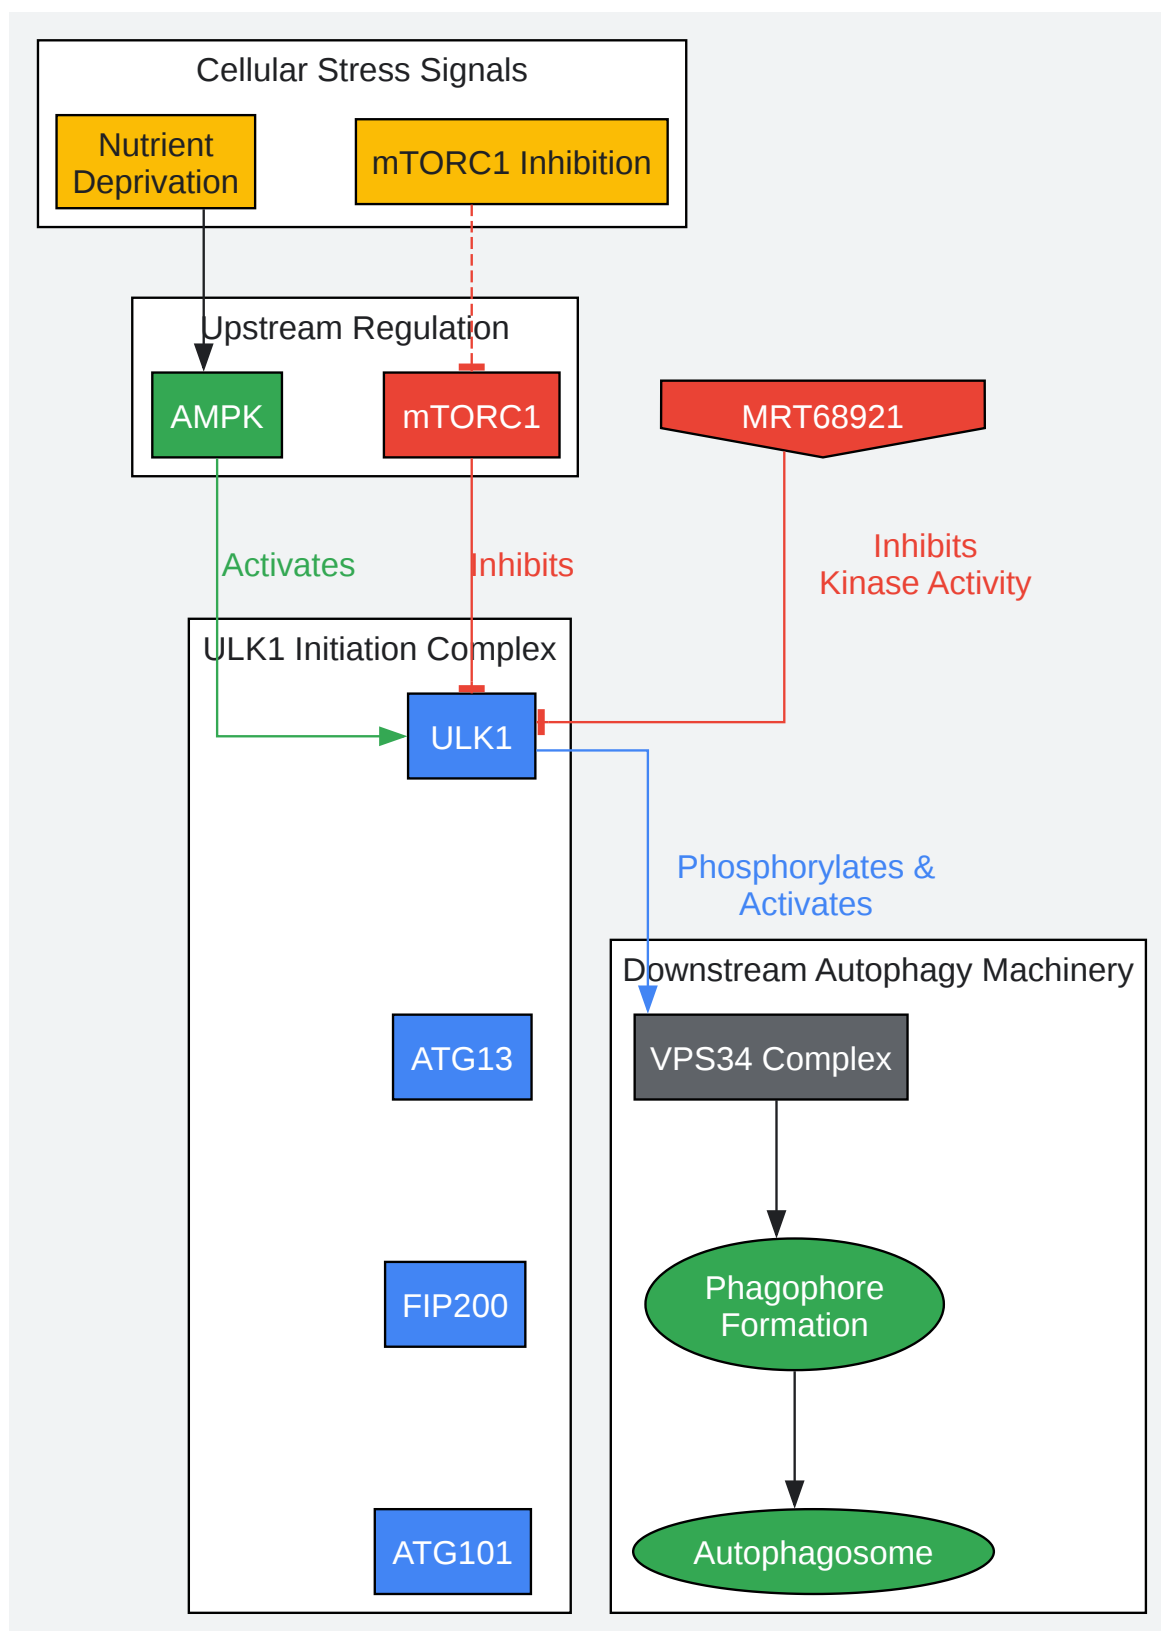 Cellular Stress Signals
Nutrient
Deprivation
mTORC1 Inhibition
Upstream Regulation
AMPK
mTORC1
MRT68921
Activates
Inhibits
Inhibits
Kinase Activity
ULK1 Initiation Complex
ULK1
Phosphorylates &
Activates
Downstream Autophagy Machinery
ATG13
VPS34 Complex
FIP200
Phagophore
Formation
ATG101
Autophagosome